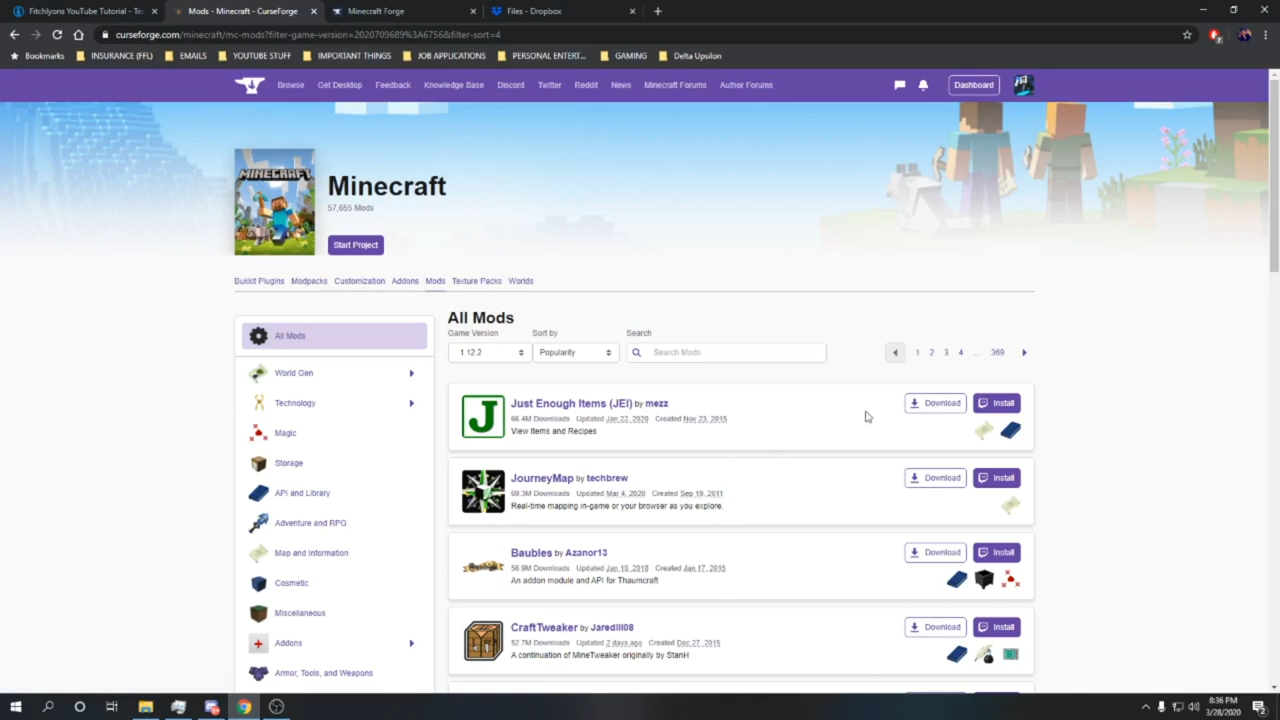 Fitchlyons YouTube Tutorial - Te
Mods - Minecraft - CurseForge
Minecraft Forge
Files - Dropbox
curseforge.com/minecraft/mc-mods?filter-game-version=2020709689%3A6756&filter-sort=4
Bookmarks
INSURANCE (FFL)
EMAILS
YOUTUBE STUFF
IMPORTANT THINGS
JOB APPLICATIONS
PERSONAL ENTERT...
GAMING
Delta Upsilon
Browse
Get Desktop
Feedback
Knowledge Base
Discord
Twitter
Reddit
News
Minecraft Forums
Author Forums
Dashboard
MINECRAFT
Minecraft
57,655 Mods
Start Project
Bukkit Plugins
Modpacks
Customization
Addons
Mods
Texture Packs
Worlds
All Mods
World Gen
Technology
Magic
Storage
API and Library
Adventure and RPG
Map and Information
Cosmetic
Miscellaneous
Addons
Armor, Tools, and Weapons
All Mods
Game Version
Sort by
Search
1.12.2
Popularity
Search Mods
1 2 3 4 ... 369
Just Enough Items (JEI) by mezz
66.4M Downloads Updated Jan 22, 2020 Created Nov 23, 2015
View Items and Recipes
Download
Install
JourneyMap by techbrew
69.3M Downloads Updated Mar 4, 2020 Created Sep 19, 2011
Real-time mapping in-game or your browser as you explore.
Download
Install
Baubles by Azanor13
56.9M Downloads Updated Jan 10, 2018 Created Jan 17, 2015
An addon module and API for Thaumcraft
Download
Install
CraftTweaker by Jaredlll08
52.7M Downloads Updated 2 days ago Created Dec 27, 2015
A continuation of MineTweaker originally by StanH
Download
Install
8:36 PM
3/28/2020